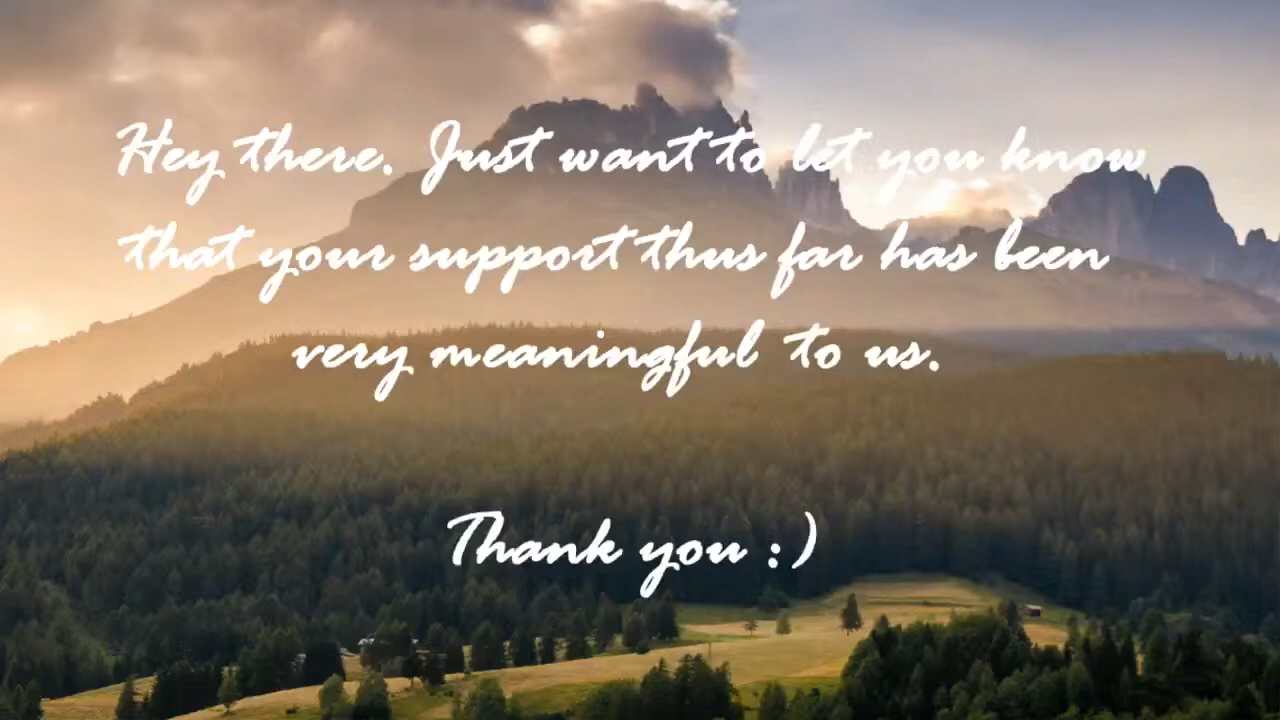 Hey there. Just want to let you know
that your support thus far has been
very meaningful to us.
Thank you :)